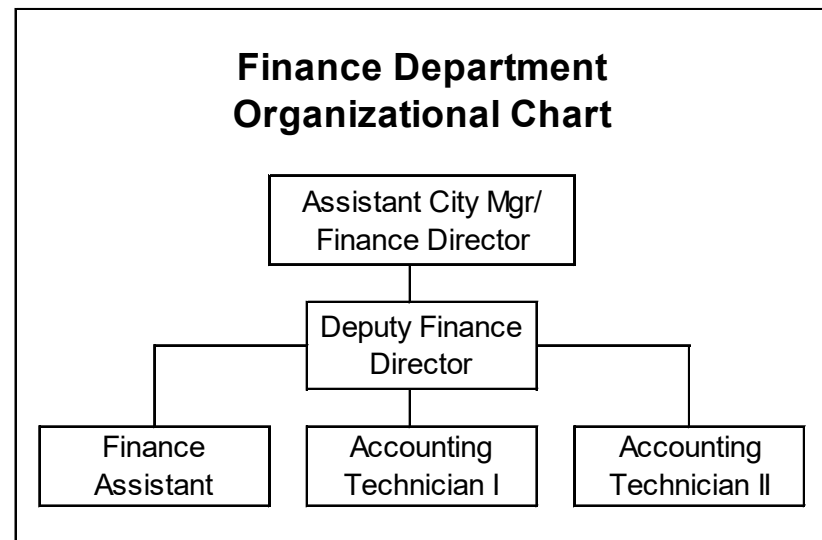 Finance Department
Organizational Chart
Assistant City Mgr/
Finance Director
Deputy Finance
Director
Finance
Assistant
Accounting
Technician I
Accounting
Technician II